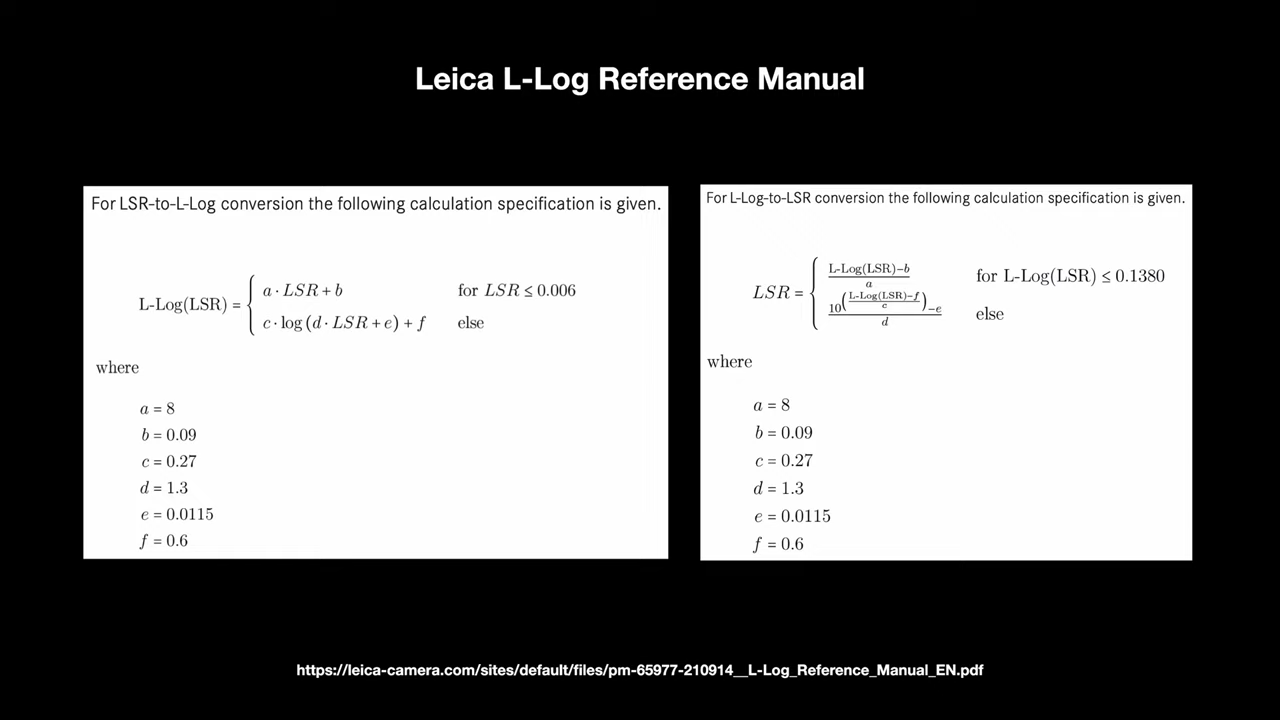 Leica L-Log Reference Manual
For LSR-to-L-Log conversion the following calculation specification is given.
L-Log(LSR) = { a · LSR + b for LSR ≤ 0.006
c · log (d · LSR + e) + f else
where
a = 8
b = 0.09
c = 0.27
d = 1.3
e = 0.0115
f = 0.6
For L-Log-to-LSR conversion the following calculation specification is given.
LSR = { (L-Log(LSR)−b)/a for L-Log(LSR) ≤ 0.1380
(10^((L-Log(LSR)−f)/c)−e)/d else
where
a = 8
b = 0.09
c = 0.27
d = 1.3
e = 0.0115
f = 0.6
https://leica-camera.com/sites/default/files/pm-65977-210914__L-Log_Reference_Manual_EN.pdf